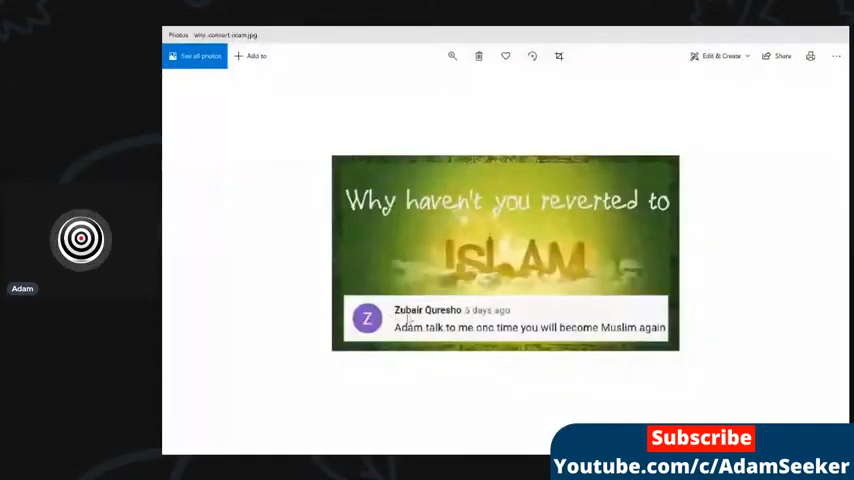 Photos - why-convert-islam.jpg
See all photos
Add to
Edit & Create
Share
Why haven't you reverted to
ISLAM
Z
Zubair Quresho 5 days ago
Adam talk to me one time you will become Muslim again
Adam
Subscribe
Youtube.com/c/AdamSeeker